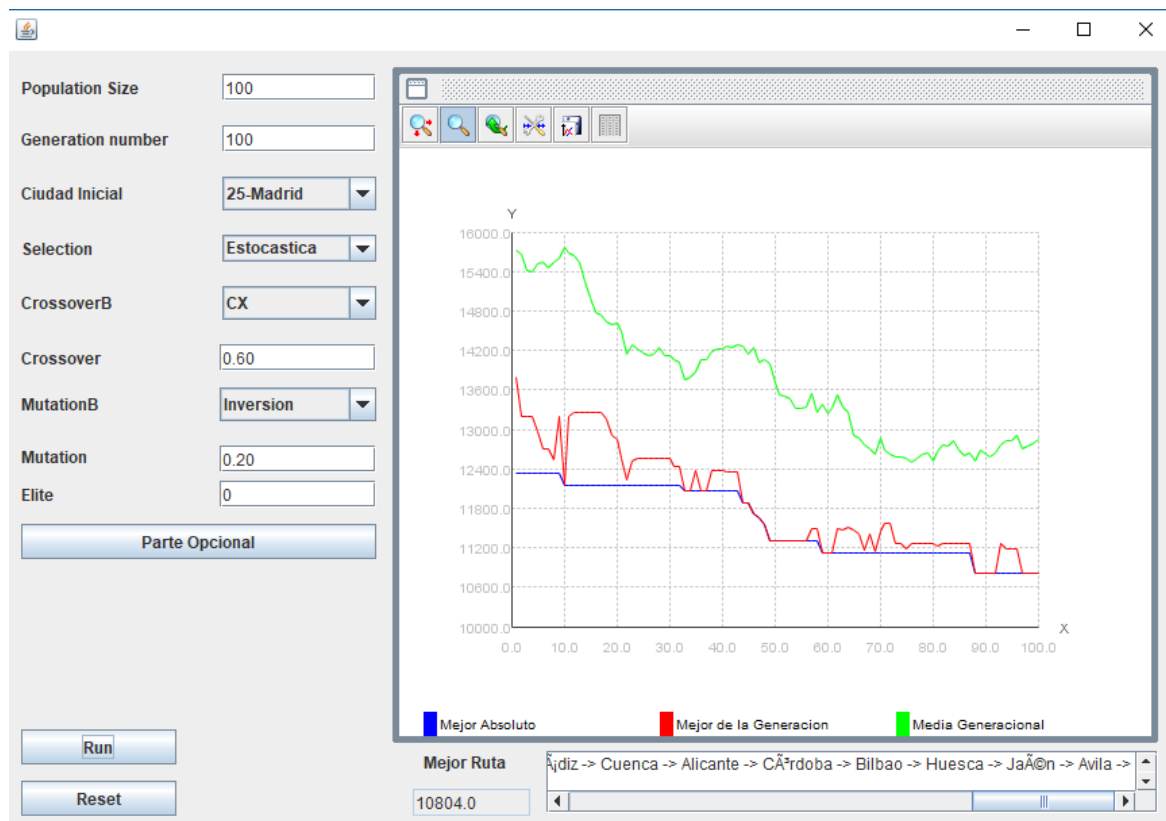 Population Size 100
Generation number 100
Ciudad Inicial 25-Madrid
Selection Estocastica
CrossoverB CX
Crossover 0.60
MutationB Inversion
Mutation 0.20
Elite 0
Parte Opcional
Run
Reset
Y
16000.0
15400.0
14800.0
14200.0
13600.0
13000.0
12400.0
11800.0
11200.0
10600.0
10000.0
X
0.0 10.0 20.0 30.0 40.0 50.0 60.0 70.0 80.0 90.0 100.0
Mejor Absoluto Mejor de la Generacion Media Generacional
Mejor Ruta
Ã¡diz -> Cuenca -> Alicante -> CÃ³rdoba -> Bilbao -> Huesca -> JaÃ©n -> Avila ->
10804.0